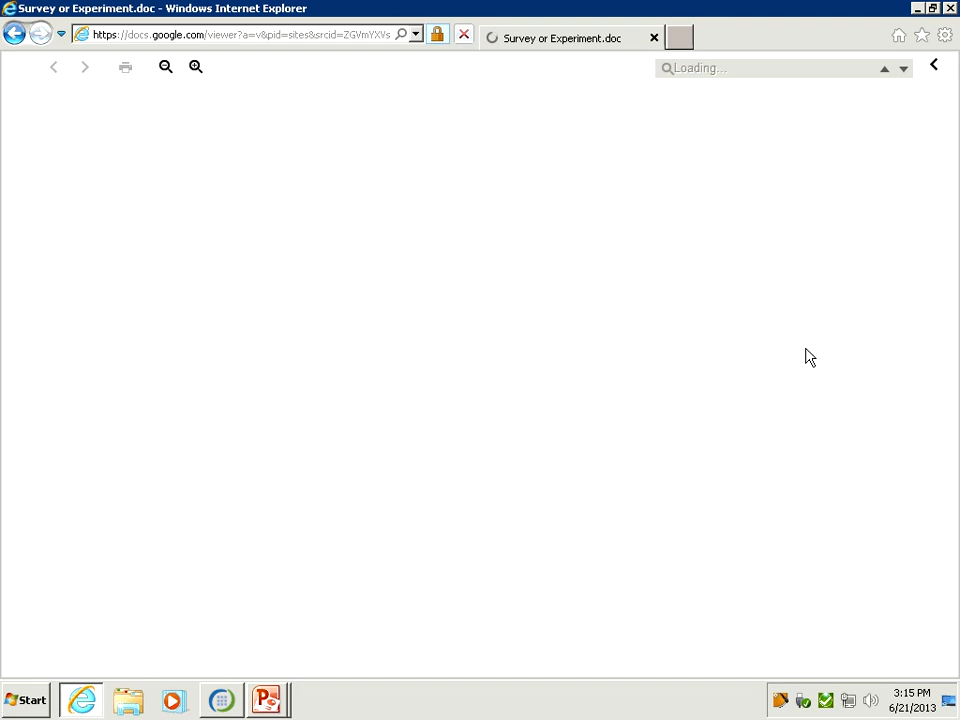 Survey or Experiment.doc - Windows Internet Explorer
https://docs.google.com/viewer?a=v&pid=sites&srcid=ZGVmYXVs
Survey or Experiment.doc
Loading...
Start
3:15 PM
6/21/2013